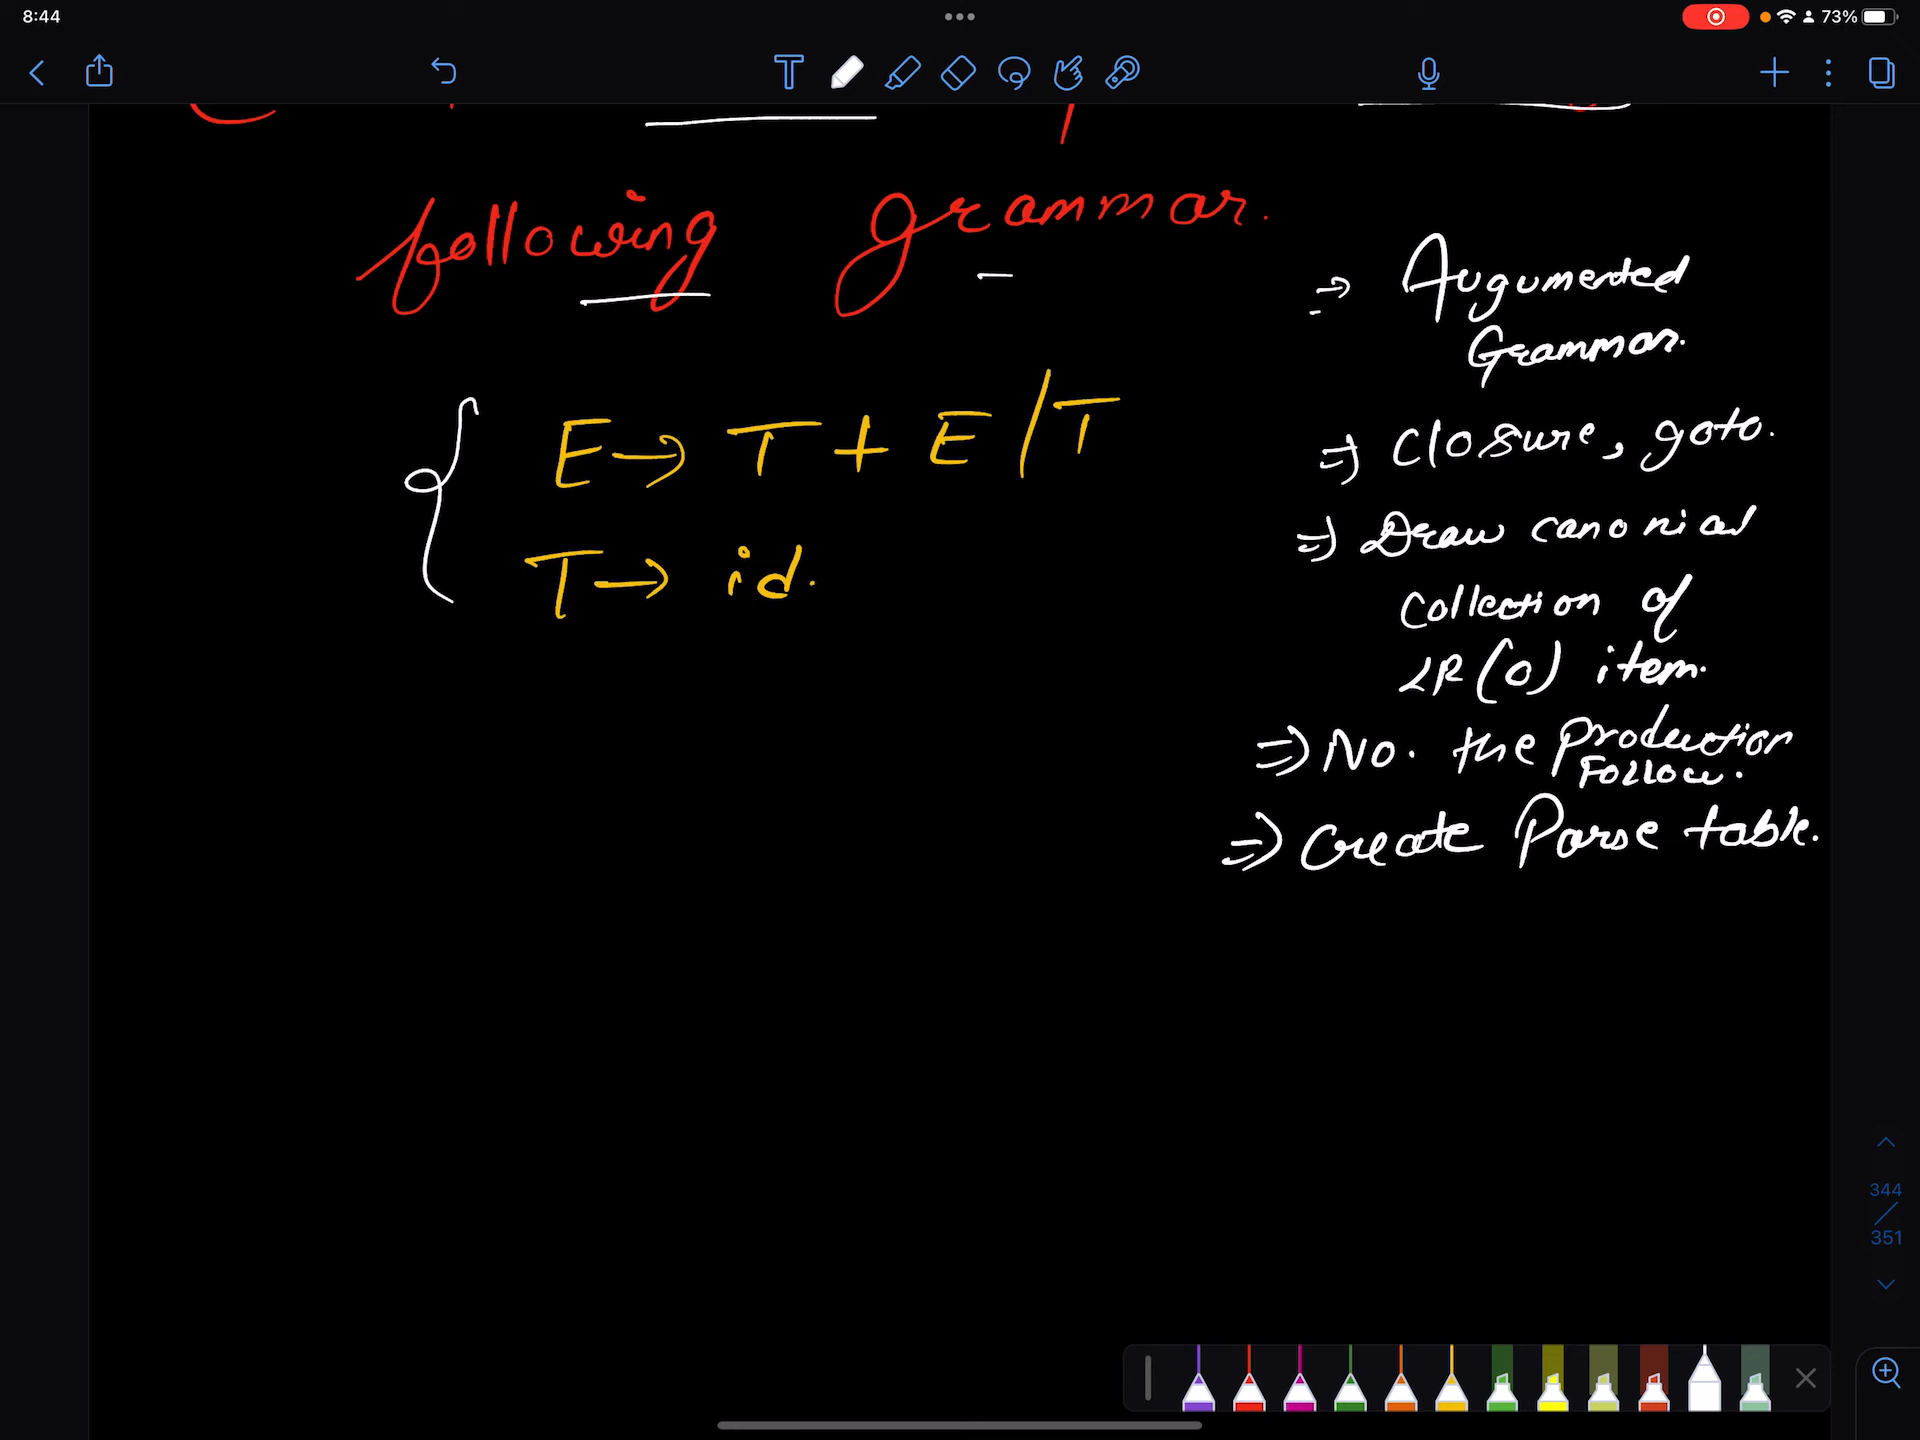 8:44
73%
following grammar.
E → T + E / T
T → id.
→ Augumented
Grammar.
⇒ Closure, goto.
⇒ Draw canonical
Collection of
LR(0) item.
⇒ No. the production
FOLLOW.
⇒ Create Parse table.
344
/
351